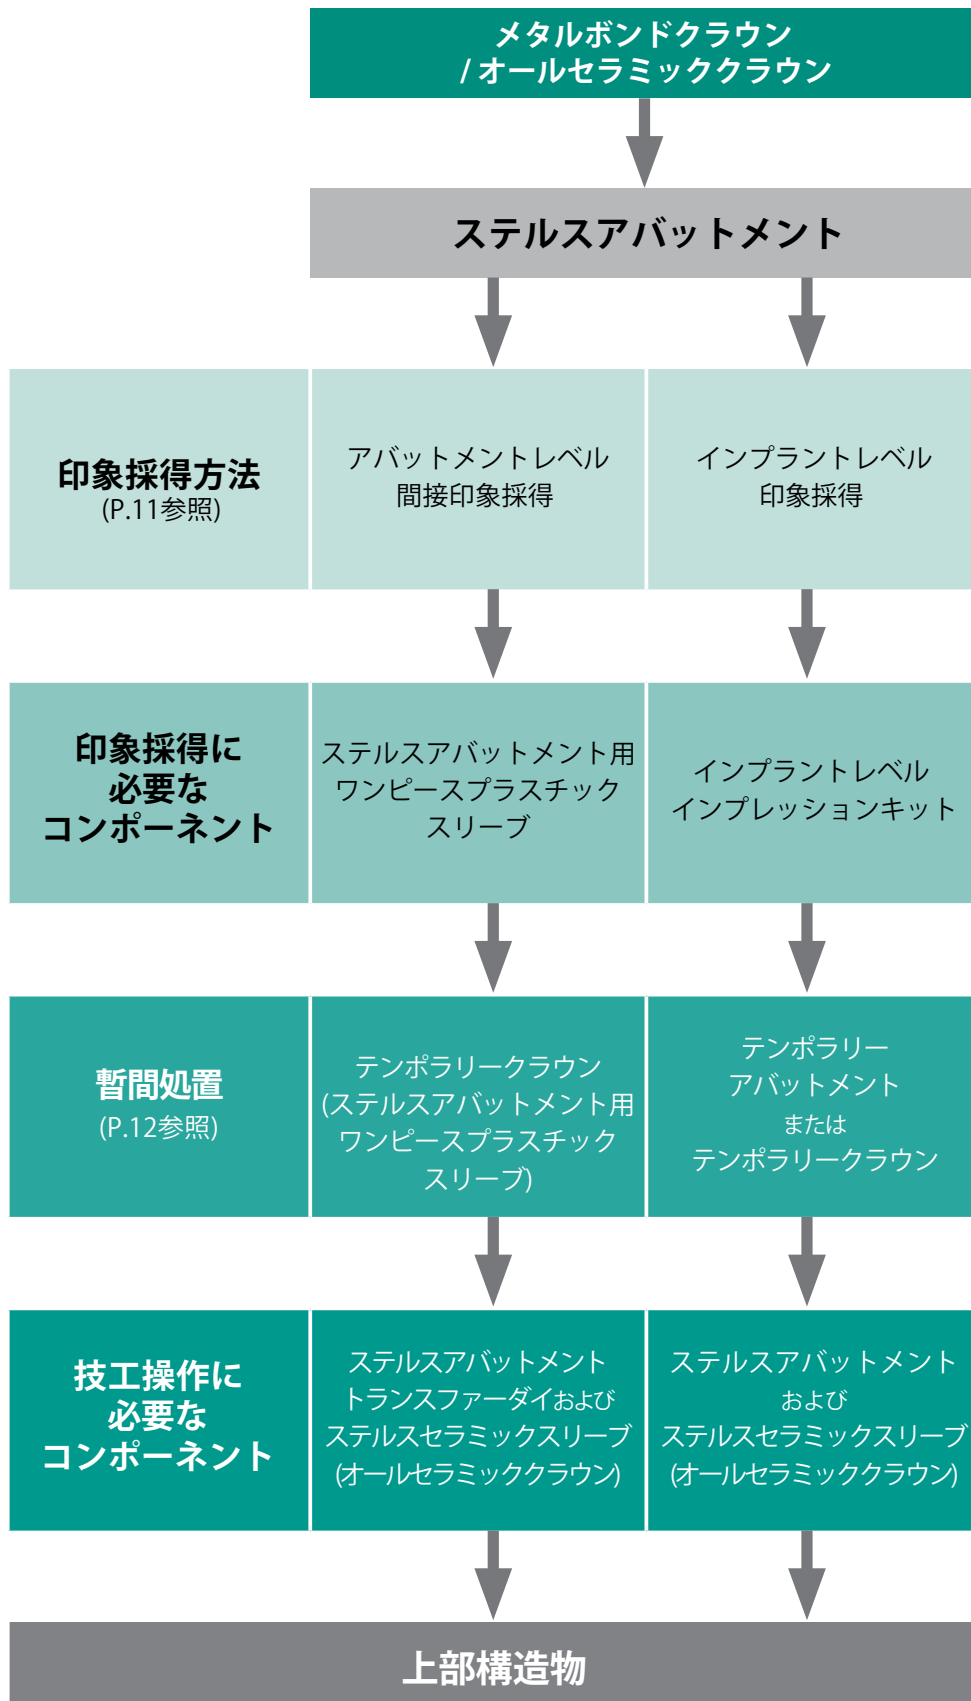 メタルボンドクラウン
/ オールセラミッククラウン
ステルスアバットメント
印象採得方法
(P.11参照)
アバットメントレベル
間接印象採得
インプラントレベル
印象採得
印象採得に
必要な
コンポーネント
ステルスアバットメント用
ワンピースプラスチック
スリーブ
インプラントレベル
インプレッションキット
暫間処置
(P.12参照)
テンポラリークラウン
(ステルスアバットメント用
ワンピースプラスチック
スリーブ)
テンポラリー
アバットメント
または
テンポラリークラウン
技工操作に
必要な
コンポーネント
ステルスアバットメント
トランスファーダイおよび
ステルスセラミックスリーブ
(オールセラミッククラウン)
ステルスアバットメント
および
ステルスセラミックスリーブ
(オールセラミッククラウン)
上部構造物